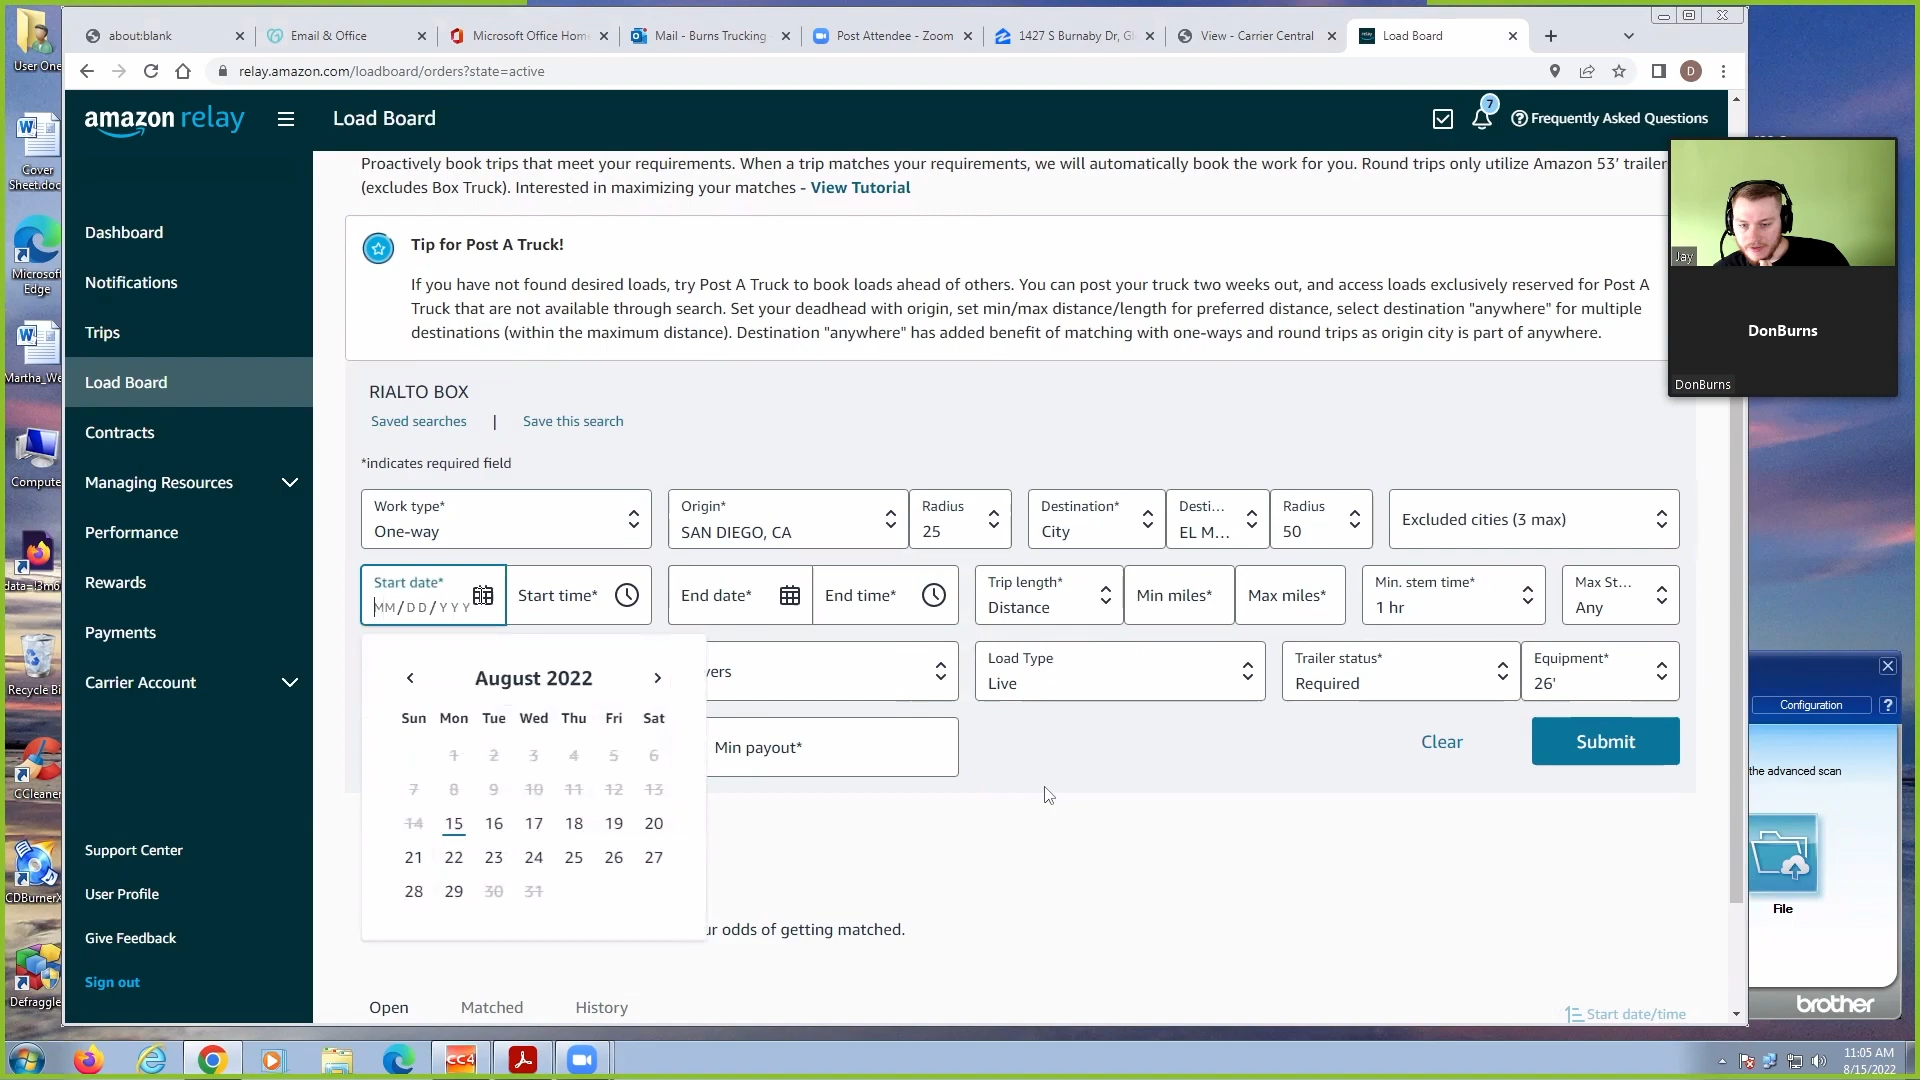 about:blank
Email & Office
Microsoft Office Home
Mail - Burns Trucking
Post Attendee - Zoom
1427 S Burnaby Dr, Gl
View - Carrier Central
Load Board
relay.amazon.com/loadboard/orders?state=active
D
amazon relay
Load Board
7
Frequently Asked Questions
Proactively book trips that meet your requirements. When a trip matches your requirements, we will automatically book the work for you. Round trips only utilize Amazon 53' trailer
(excludes Box Truck). Interested in maximizing your matches - View Tutorial
Tip for Post A Truck!
If you have not found desired loads, try Post A Truck to book loads ahead of others. You can post your truck two weeks out, and access loads exclusively reserved for Post A
Truck that are not available through search. Set your deadhead with origin, set min/max distance/length for preferred distance, select destination "anywhere" for multiple
destinations (within the maximum distance). Destination "anywhere" has added benefit of matching with one-ways and round trips as origin city is part of anywhere.
Dashboard
Notifications
Trips
Load Board
Contracts
Managing Resources
Performance
Rewards
Payments
Carrier Account
Support Center
User Profile
Give Feedback
Sign out
RIALTO BOX
Saved searches | Save this search
*indicates required field
Work type*
One-way
Origin*
SAN DIEGO, CA
Radius
25
Destination*
City
Desti...
EL M...
Radius
50
Excluded cities (3 max)
Start date*
MM/DD/YYY
Start time*
End date*
End time*
Trip length*
Distance
Min miles*
Max miles*
Min. stem time*
1 hr
Max St...
Any
vers
Load Type
Live
Trailer status*
Required
Equipment*
26'
Min payout*
Clear
Submit
August 2022
Sun Mon Tue Wed Thu Fri Sat
1 2 3 4 5 6
7 8 9 10 11 12 13
14 15 16 17 18 19 20
21 22 23 24 25 26 27
28 29 30 31
ur odds of getting matched.
Open
Matched
History
Start date/time
Jay
DonBurns
DonBurns
Configuration
?
the advanced scan
File
brother
User One
Cover
Sheet.doc
Microsoft
Edge
Martha_We
Compute
data=!3m6
Recycle Bi
CCleaner
CDBurnerX
Defraggle
CC4
11:05 AM
8/15/2022